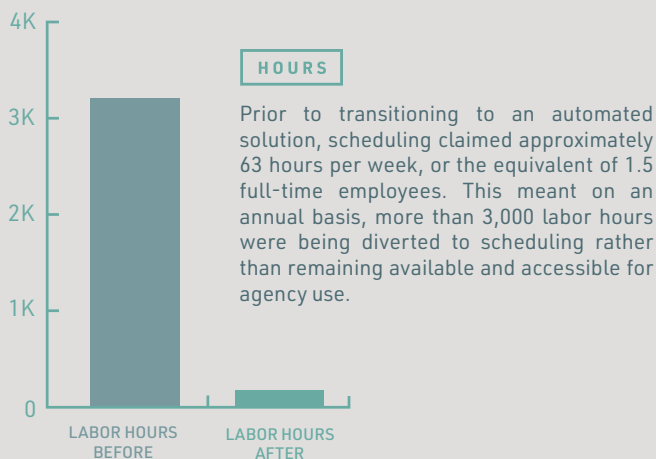 4K
HOURS
Prior to transitioning to an automated
3K
solution, scheduling claimed approximately
63 hours per week, or the equivalent of 1.5
full-time employees. This meant on an
2K
annual basis, more than 3,000 labor hours
were being diverted to scheduling rather
than remaining available and accessible for
agency use.
1K
0
LABOR HOURS
BEFORE
LABOR HOURS
AFTER